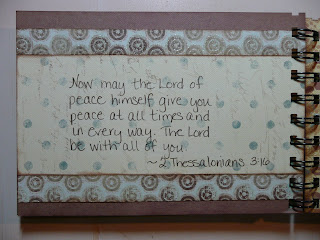 Now may the Lord of
peace himself give you
peace at all times and
in every way. The Lord
be with all of you.
~2 Thessalonians 3:16